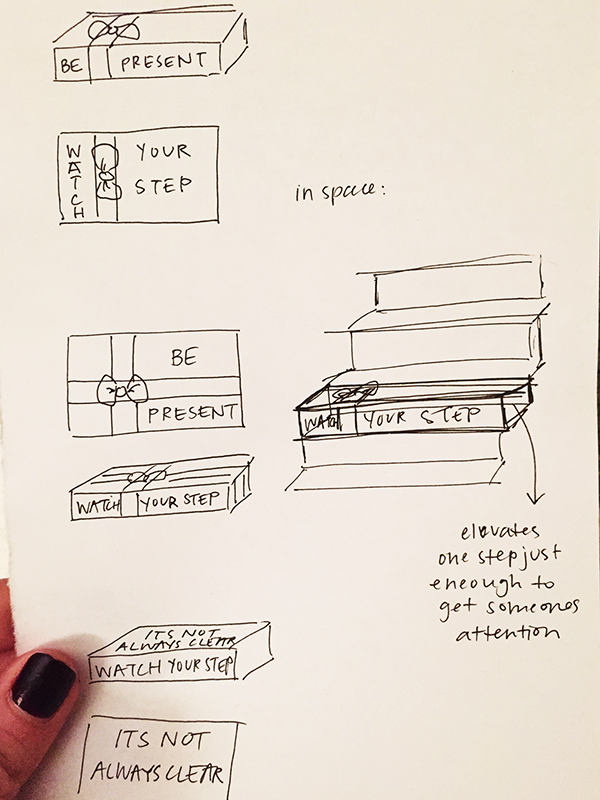 BE PRESENT
WATCH
YOUR
STEP
in space:
BE
PRESENT
WATCH YOUR STEP
WATCH YOUR STEP
elevates
one step just
eneough to
get someones
attention
ITS NOT
ALWAYS CLEAR
WATCH YOUR STEP
ITS NOT
ALWAYS CLEAR